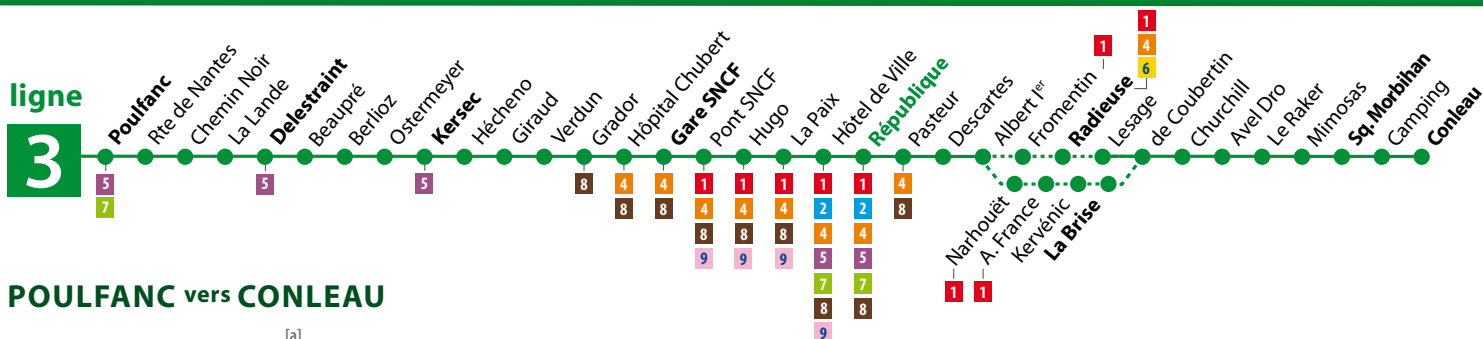 ligne
3
Poulfanc
Rte de Nantes
Chemin Noir
La Lande
Delestraint
Beaupré
Berlioz
Ostermeyer
Kersec
Hécheno
Giraud
Verdun
Grador
Hôpital Chubert
Gare SNCF
Pont SNCF
Hugo
La Paix
Hôtel de Ville
République
Pasteur
Descartes
Albert Ier
Fromentin
Radieuse
Lesage
de Coubertin
Churchill
Avel Dro
Le Raker
Mimosas
Sq. Morbihan
Camping
Conleau
1
1
4
6
5
7
5
5
8
4
8
4
8
1
4
8
9
1
4
8
9
1
4
8
9
1
2
4
5
7
8
9
1
2
4
5
7
8
4
8
Narhouët
A. France
Kervénic
La Brise
1
1
POULFANC vers CONLEAU
[a]